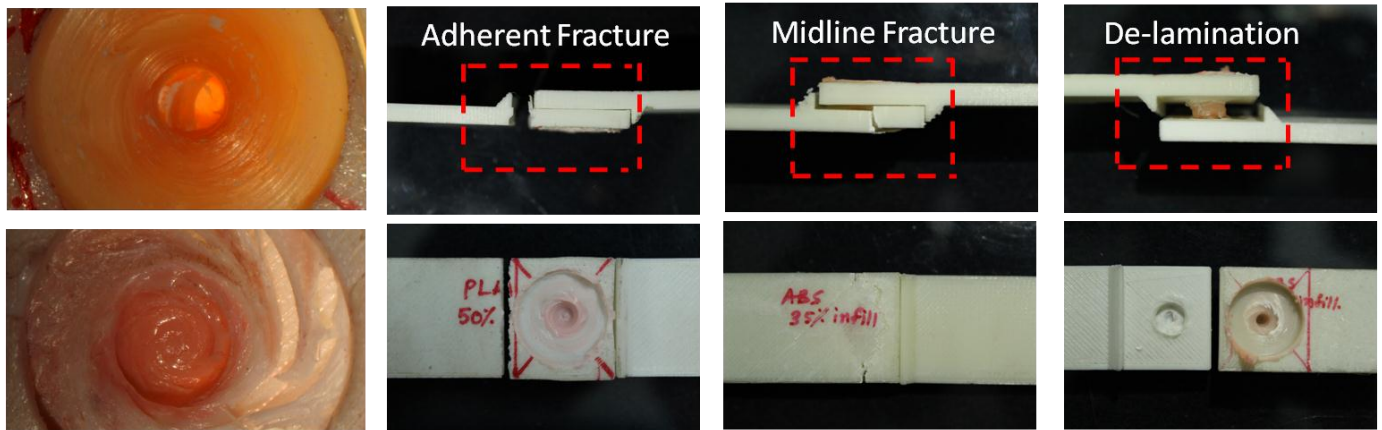 Adherent Fracture
Midline Fracture
De-lamination
PLA
50%
ABS
35% infill
infill.